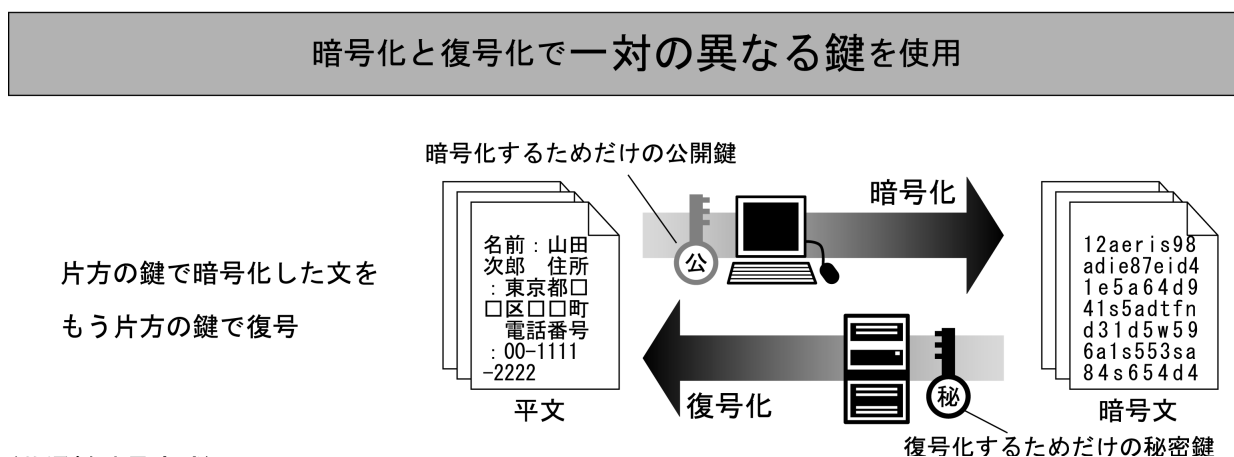 暗号化と復号化で一対の異なる鍵を使用
暗号化するためだけの公開鍵
暗号化
公
名前：山田
次郎　住所
：東京都□
□区□□町
電話番号
：00-1111
-2222
平文
12aeris98
adie87eid4
1e5a64d9
41s5adtfn
d31d5w59
6a1s553sa
84s654d4
暗号文
片方の鍵で暗号化した文を
もう片方の鍵で復号
復号化
秘
復号化するためだけの秘密鍵